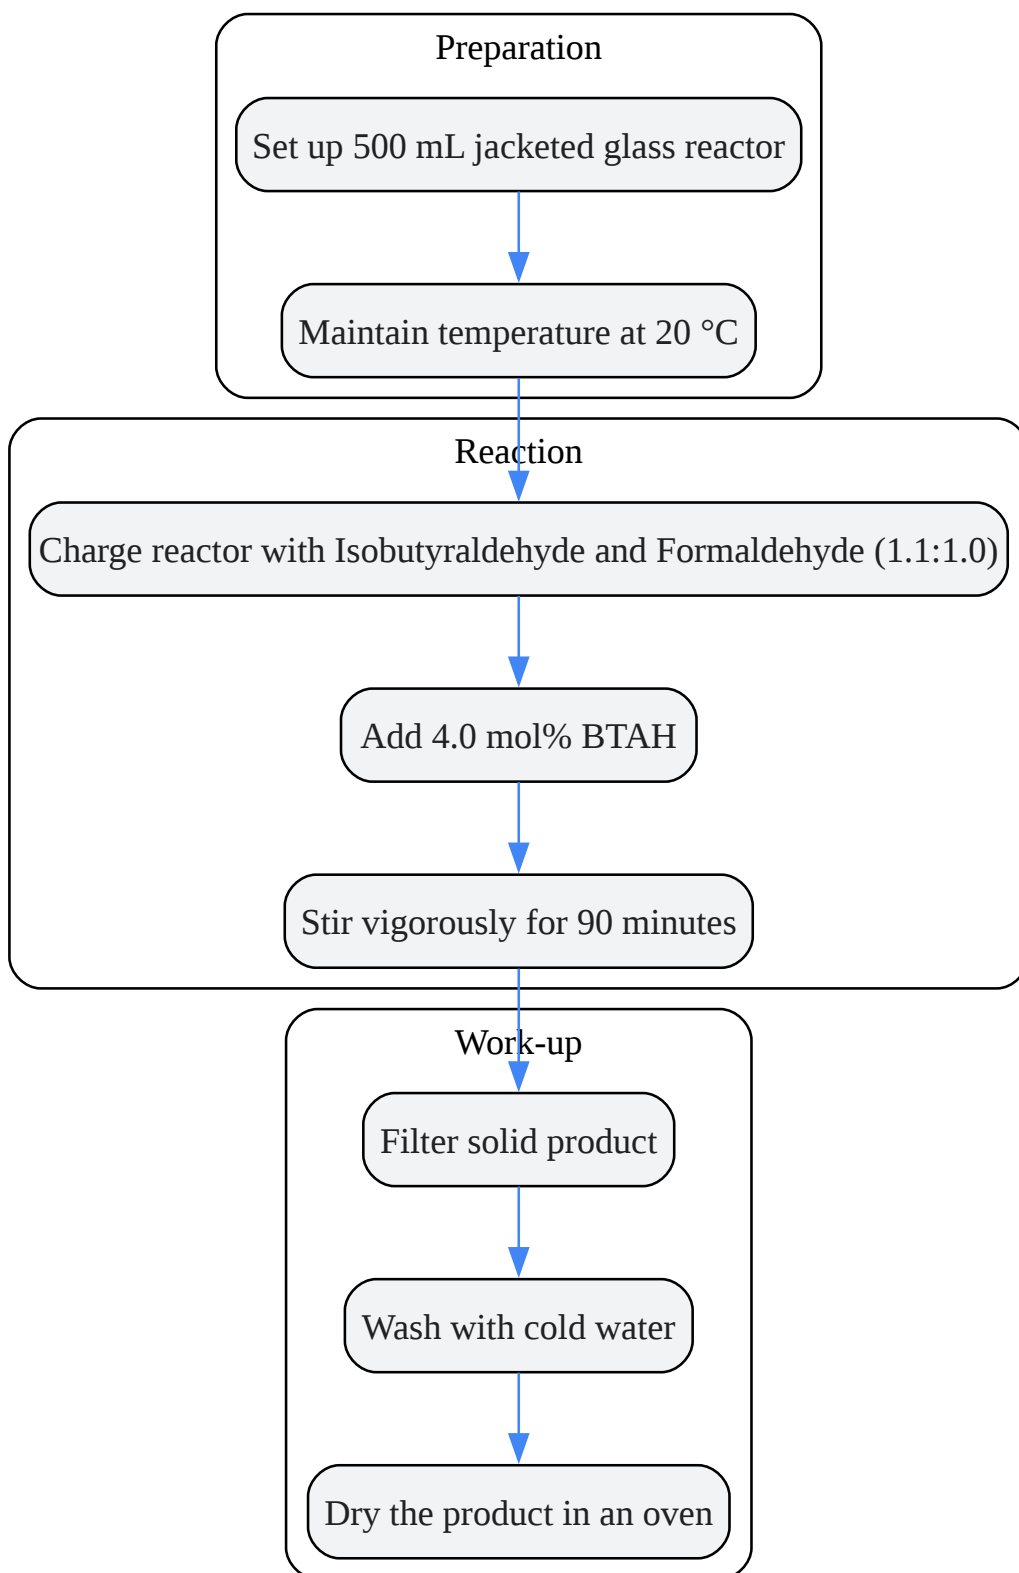 Preparation
Set up 500 mL jacketed glass reactor
Maintain temperature at 20 °C
Reaction
Charge reactor with Isobutyraldehyde and Formaldehyde (1.1:1.0)
Add 4.0 mol% BTAH
Stir vigorously for 90 minutes
Work-up
Filter solid product
Wash with cold water
Dry the product in an oven